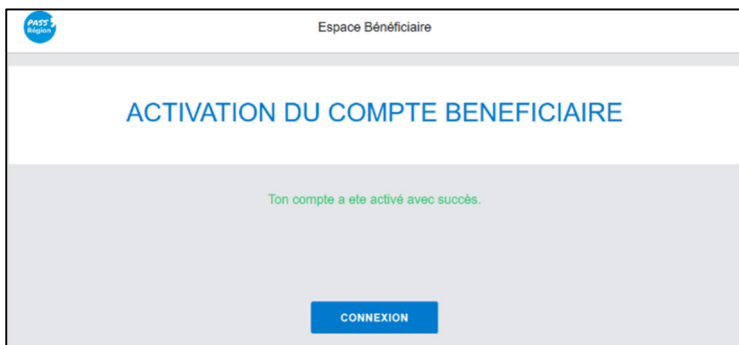 PASS'
Région
Espace Bénéficiaire
ACTIVATION DU COMPTE BENEFICIAIRE
Ton compte a ete activé avec succès.
CONNEXION